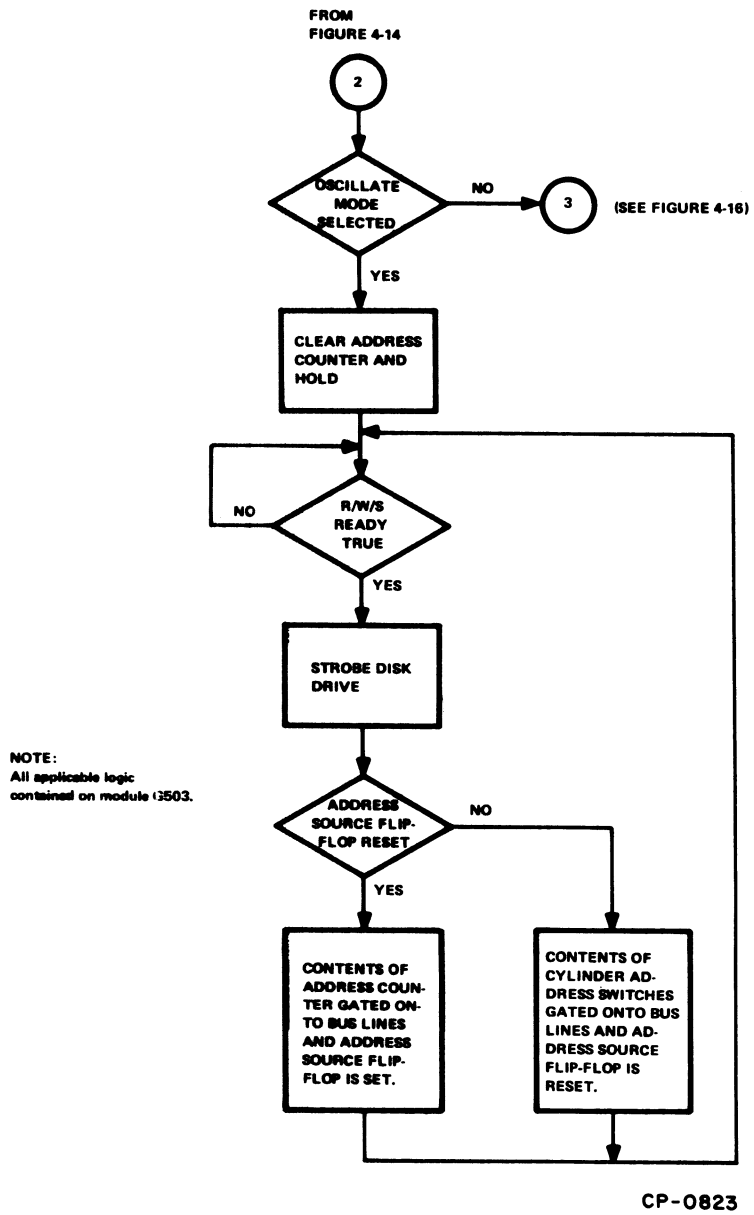 FROM
FIGURE 4-14
2
OSCILLATE
MODE
SELECTED
NO
3
(SEE FIGURE 4-16)
YES
CLEAR ADDRESS
COUNTER AND
HOLD
R/W/S
READY
TRUE
NO
YES
STROBE DISK
DRIVE
NOTE:
All applicable logic
contained on module G503.
ADDRESS
SOURCE FLIP-
FLOP RESET
NO
YES
CONTENTS OF
ADDRESS COUN-
TER GATED ON-
TO BUS LINES
AND ADDRESS
SOURCE FLIP-
FLOP IS SET.
CONTENTS OF
CYLINDER AD-
DRESS SWITCHES
GATED ONTO BUS
LINES AND AD-
DRESS SOURCE
FLIP-FLOP IS
RESET.
CP-0823